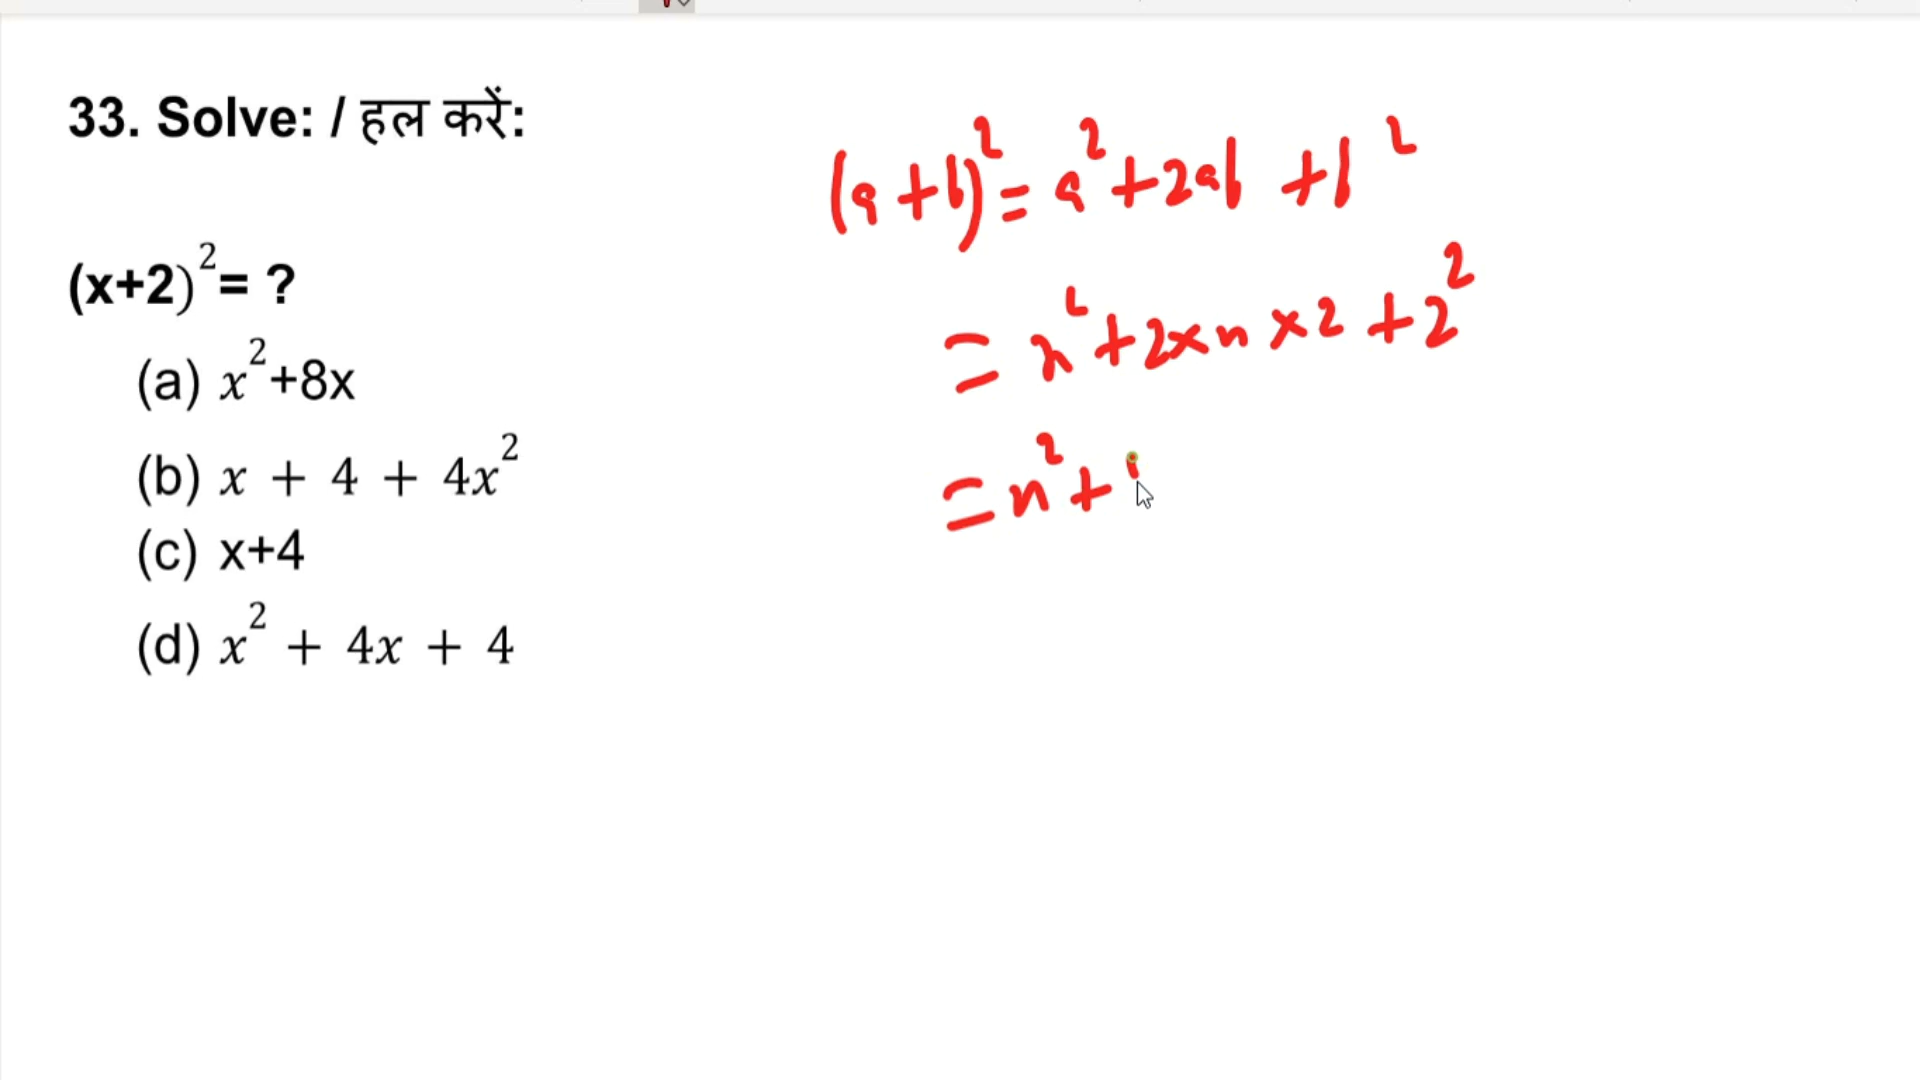 33. Solve: / हल करें:
(x+2)²= ?
(a) x²+8x
(b) x + 4 + 4x²
(c) x+4
(d) x² + 4x + 4
(a+b)²= a²+2ab +b²
= x²+2×x×2 +2²
= x²+